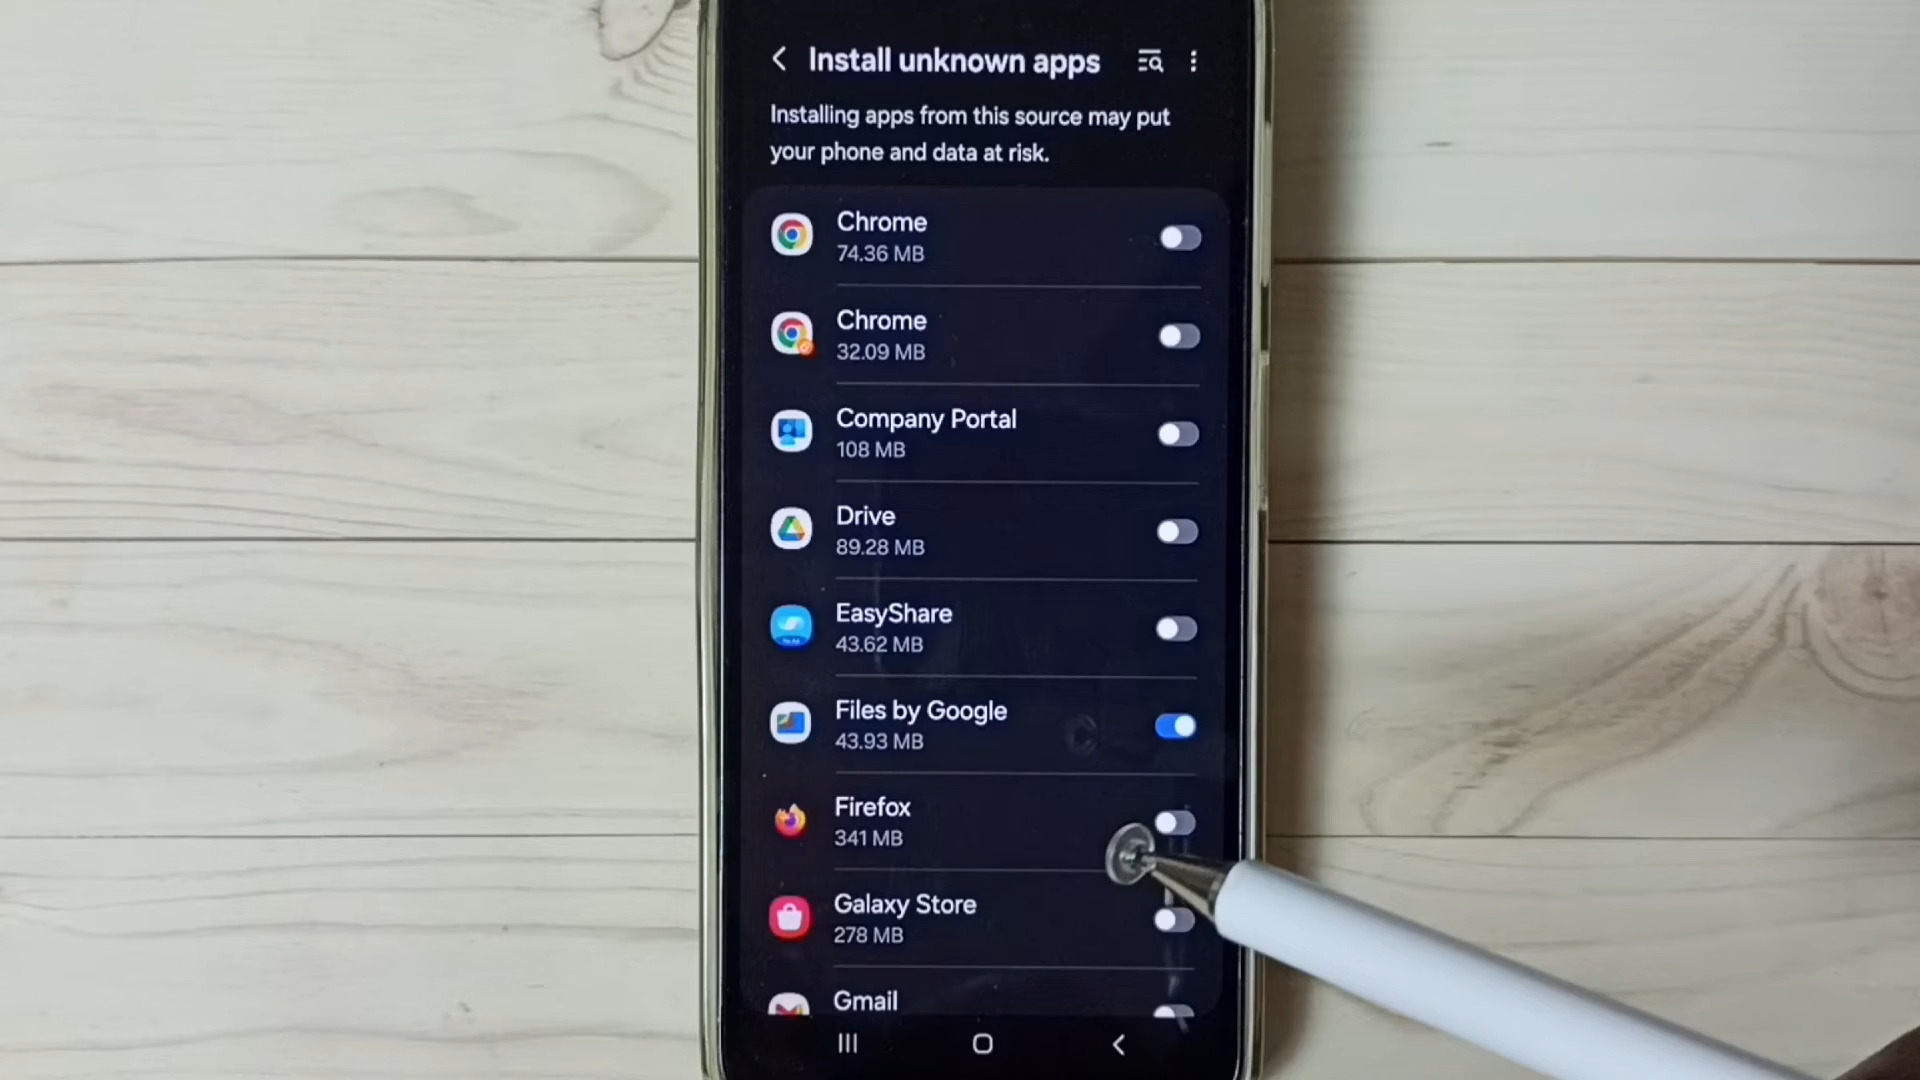 Install unknown apps
Installing apps from this source may put
your phone and data at risk.
Chrome
74.36 MB
Chrome
32.09 MB
Company Portal
108 MB
Drive
89.28 MB
EasyShare
43.62 MB
Files by Google
43.93 MB
Firefox
341 MB
Galaxy Store
278 MB
Gmail